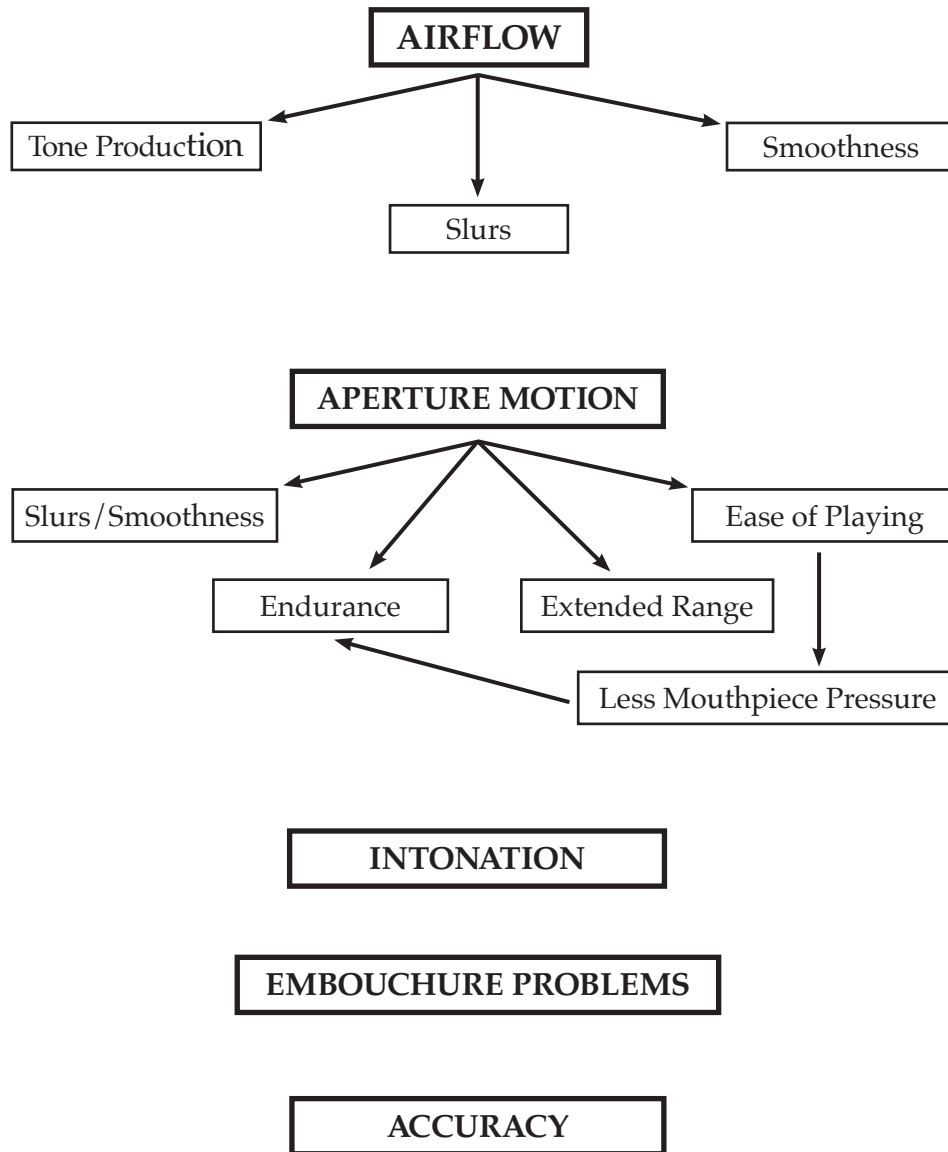 AIRFLOW
Tone Production
Smoothness
Slurs
APERTURE MOTION
Slurs/Smoothness
Ease of Playing
Endurance
Extended Range
Less Mouthpiece Pressure
INTONATION
EMBOUCHURE PROBLEMS
ACCURACY